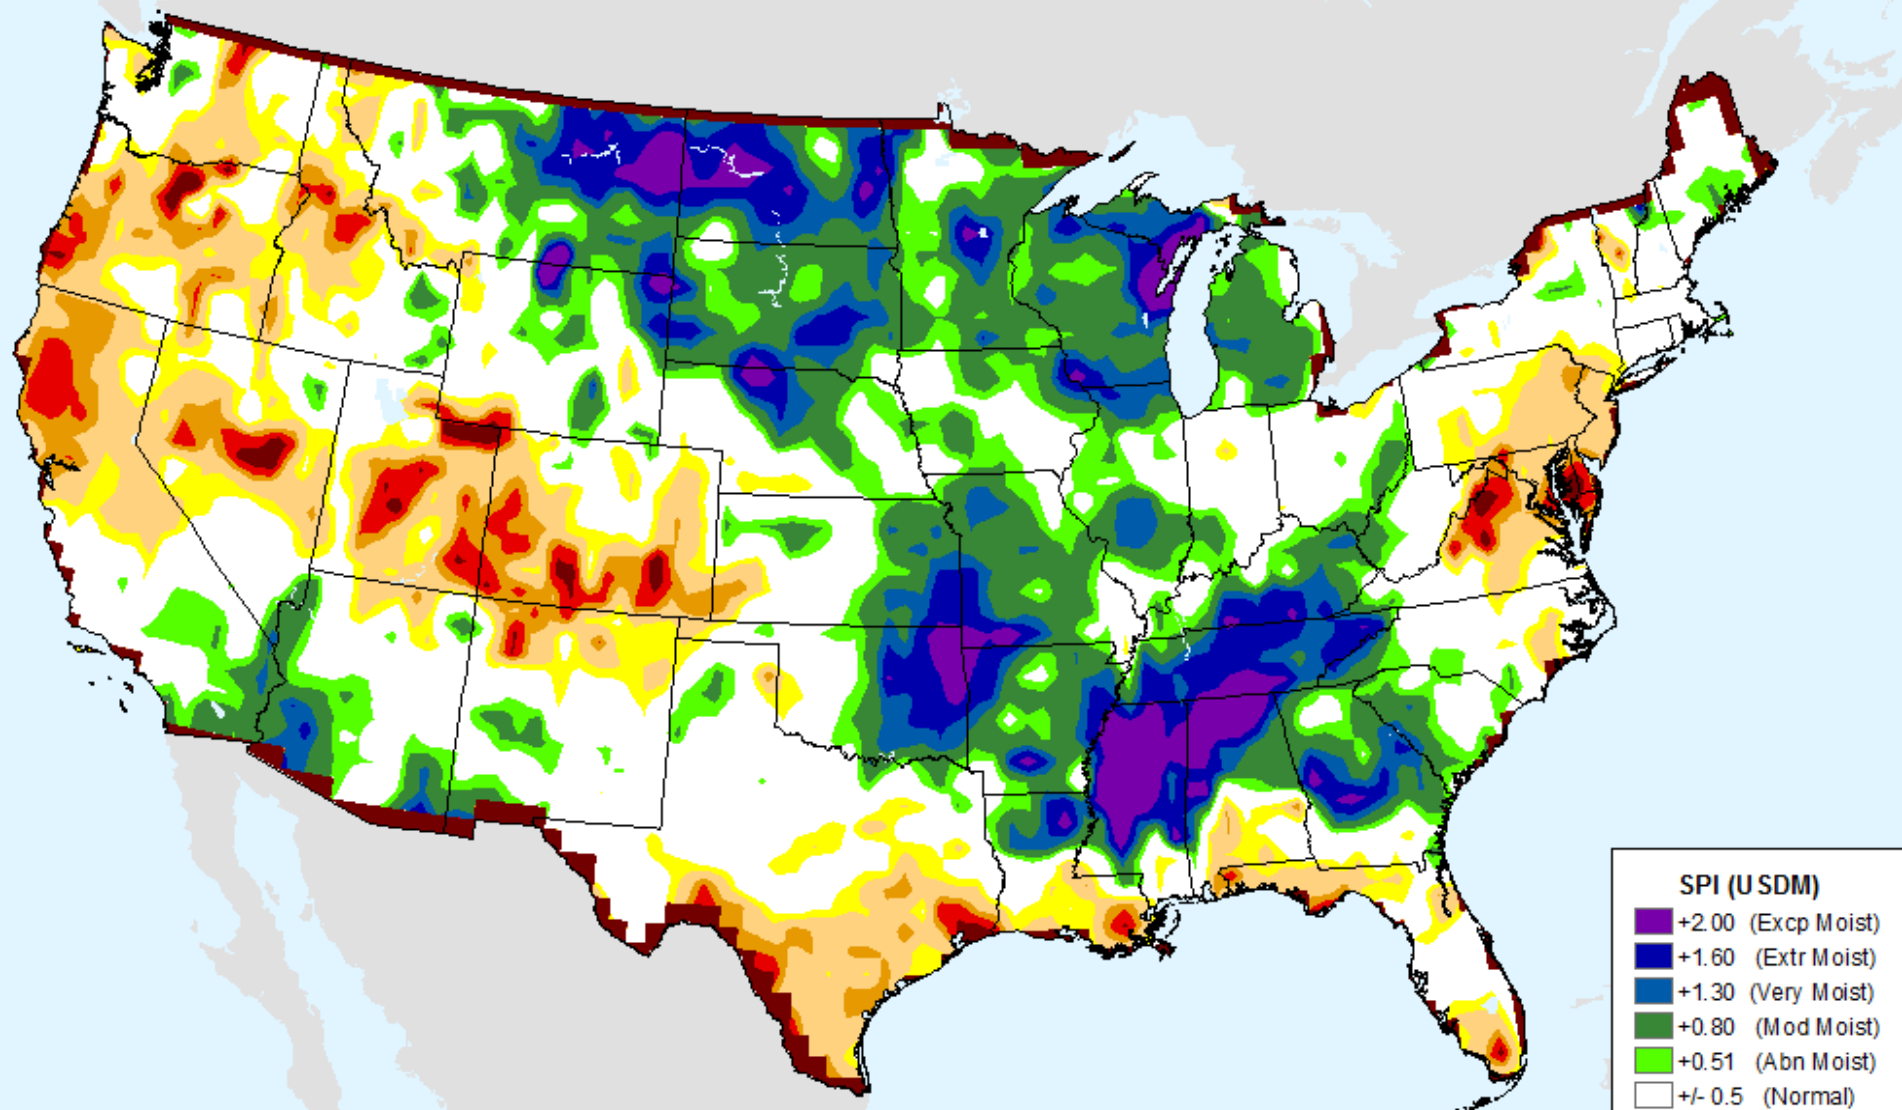 SPI (USDM)
+2.00 (Excp Moist)
+1.60 (Extr Moist)
+1.30 (Very Moist)
+0.80 (Mod Moist)
+0.51 (Abn Moist)
+/- 0.5 (Normal)